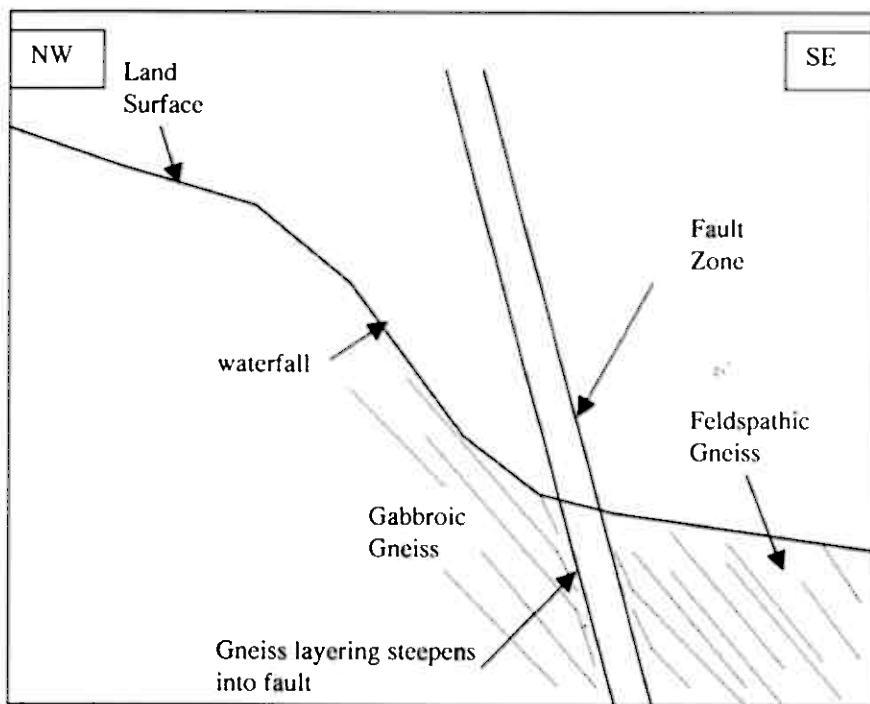 NW
SE
Land
Surface
Fault
Zone
waterfall
Feldspathic
Gneiss
Gabbroic
Gneiss
Gneiss layering steepens
into fault